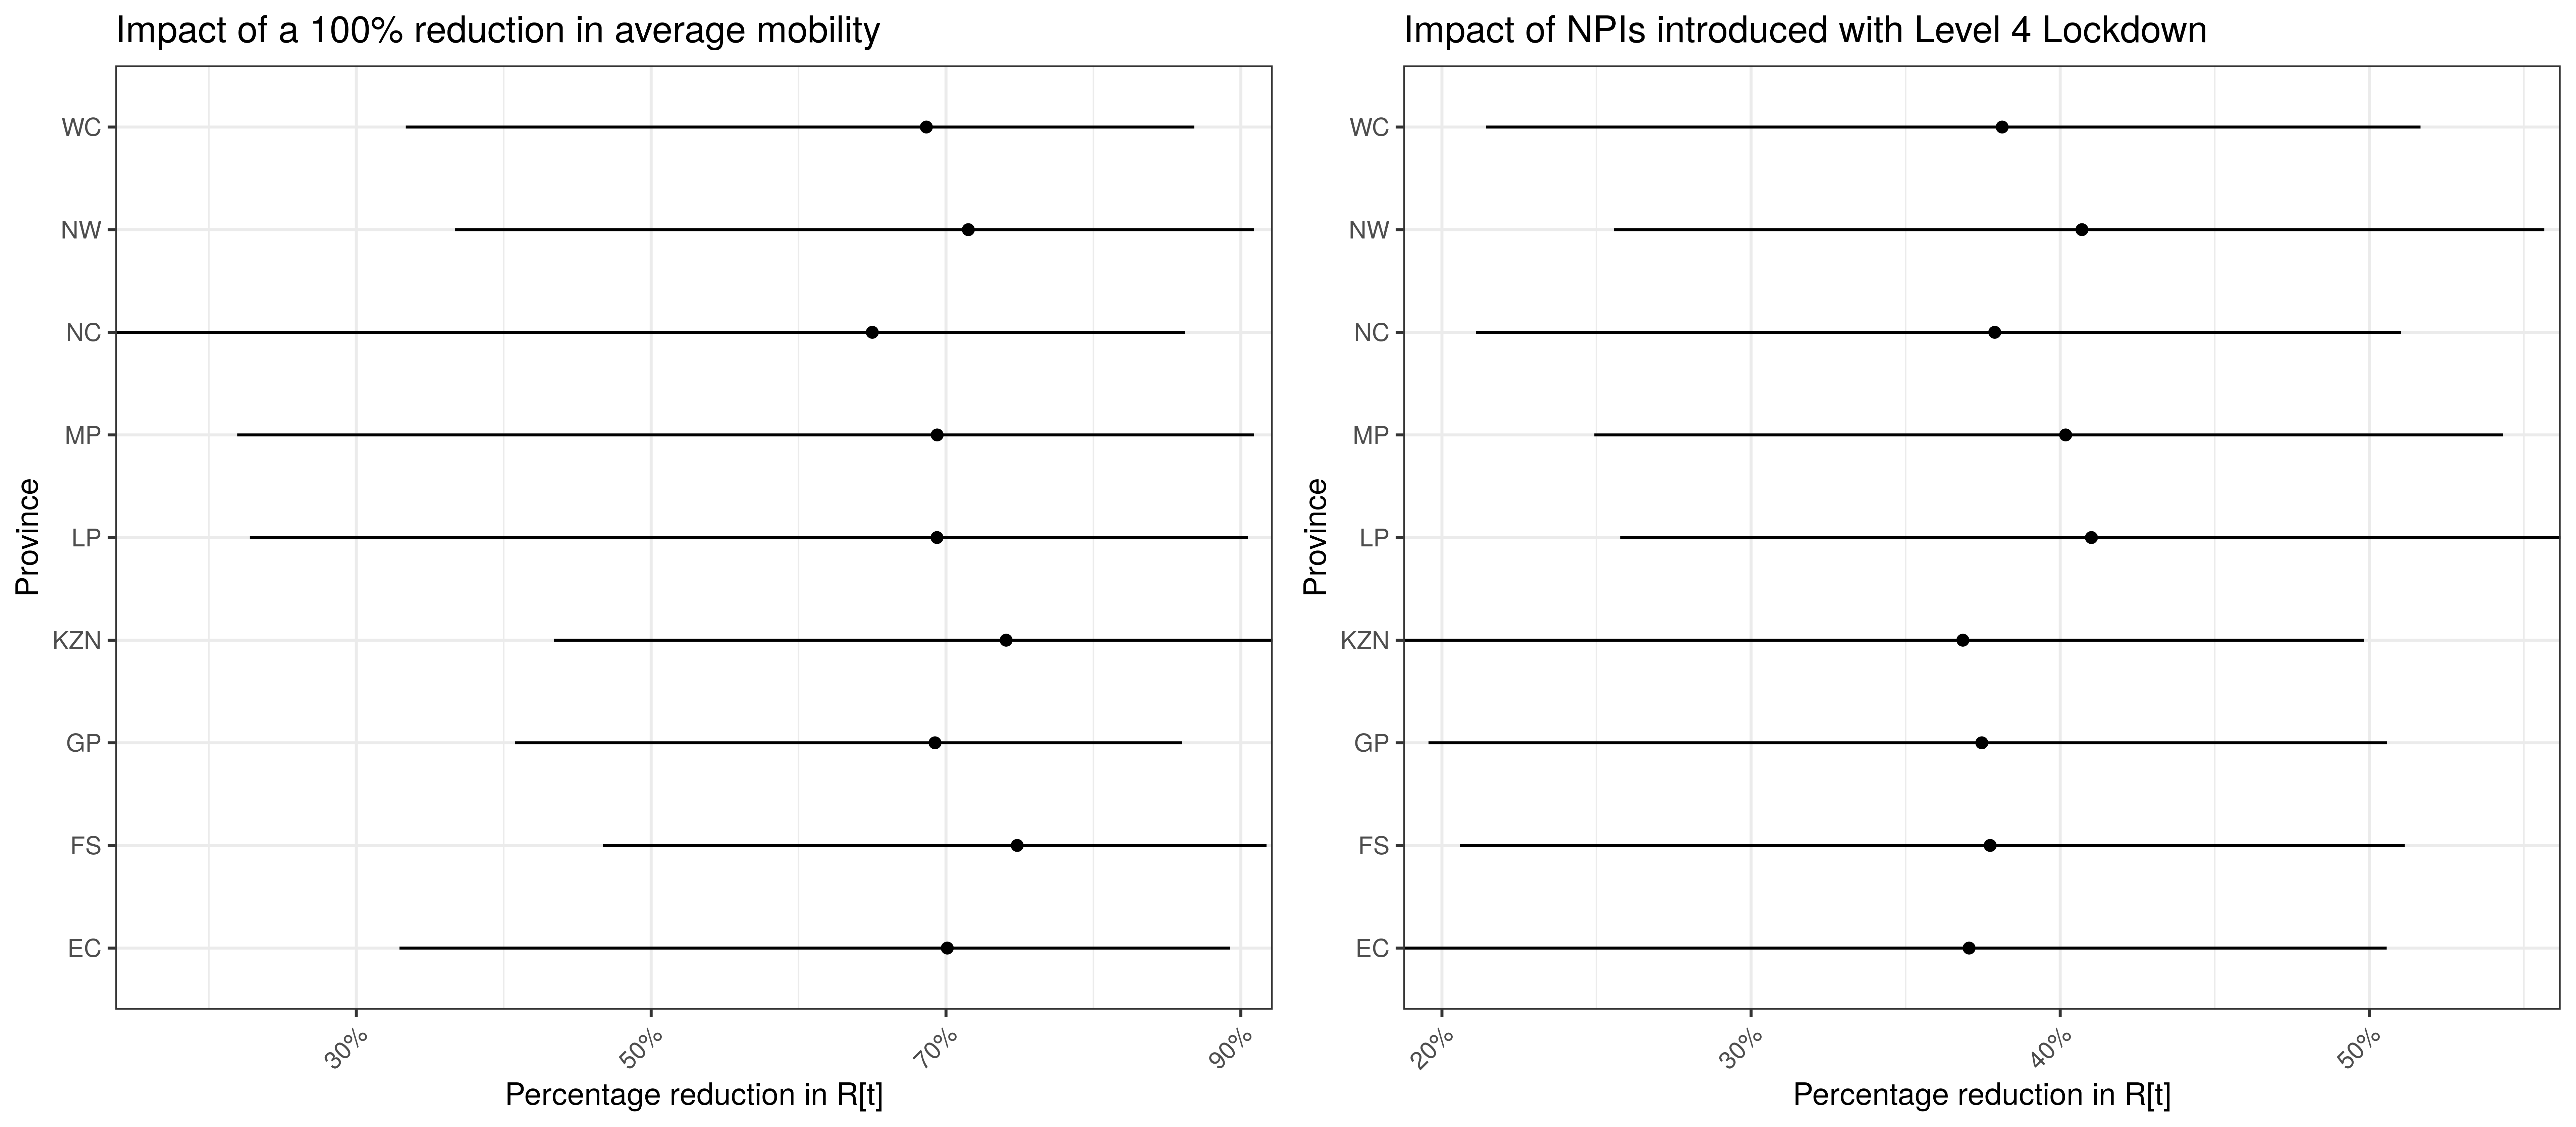 Impact of a 100% reduction in average mobility
Province
WC
NW
NC
MP
LP
KZN
GP
FS
EC
30%
50%
70%
90%
Percentage reduction in R[t]
Impact of NPIs introduced with Level 4 Lockdown
Province
WC
NW
NC
MP
LP
KZN
GP
FS
EC
20%
30%
40%
50%
Percentage reduction in R[t]